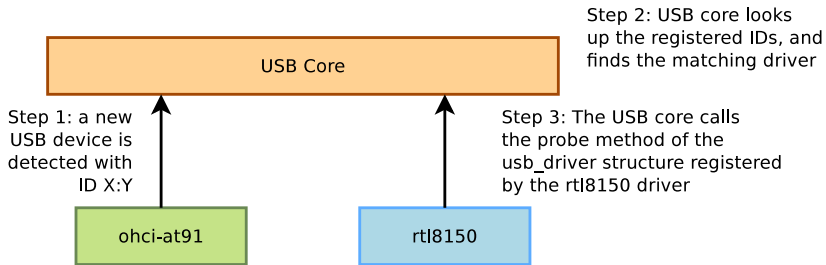 Step 2: USB core looks
up the registered IDs, and
finds the matching driver
USB Core
Step 1: a new
USB device is
detected with
ID X:Y
Step 3: The USB core calls
the probe method of the
usb_driver structure registered
by the rtl8150 driver
ohci-at91
rtl8150